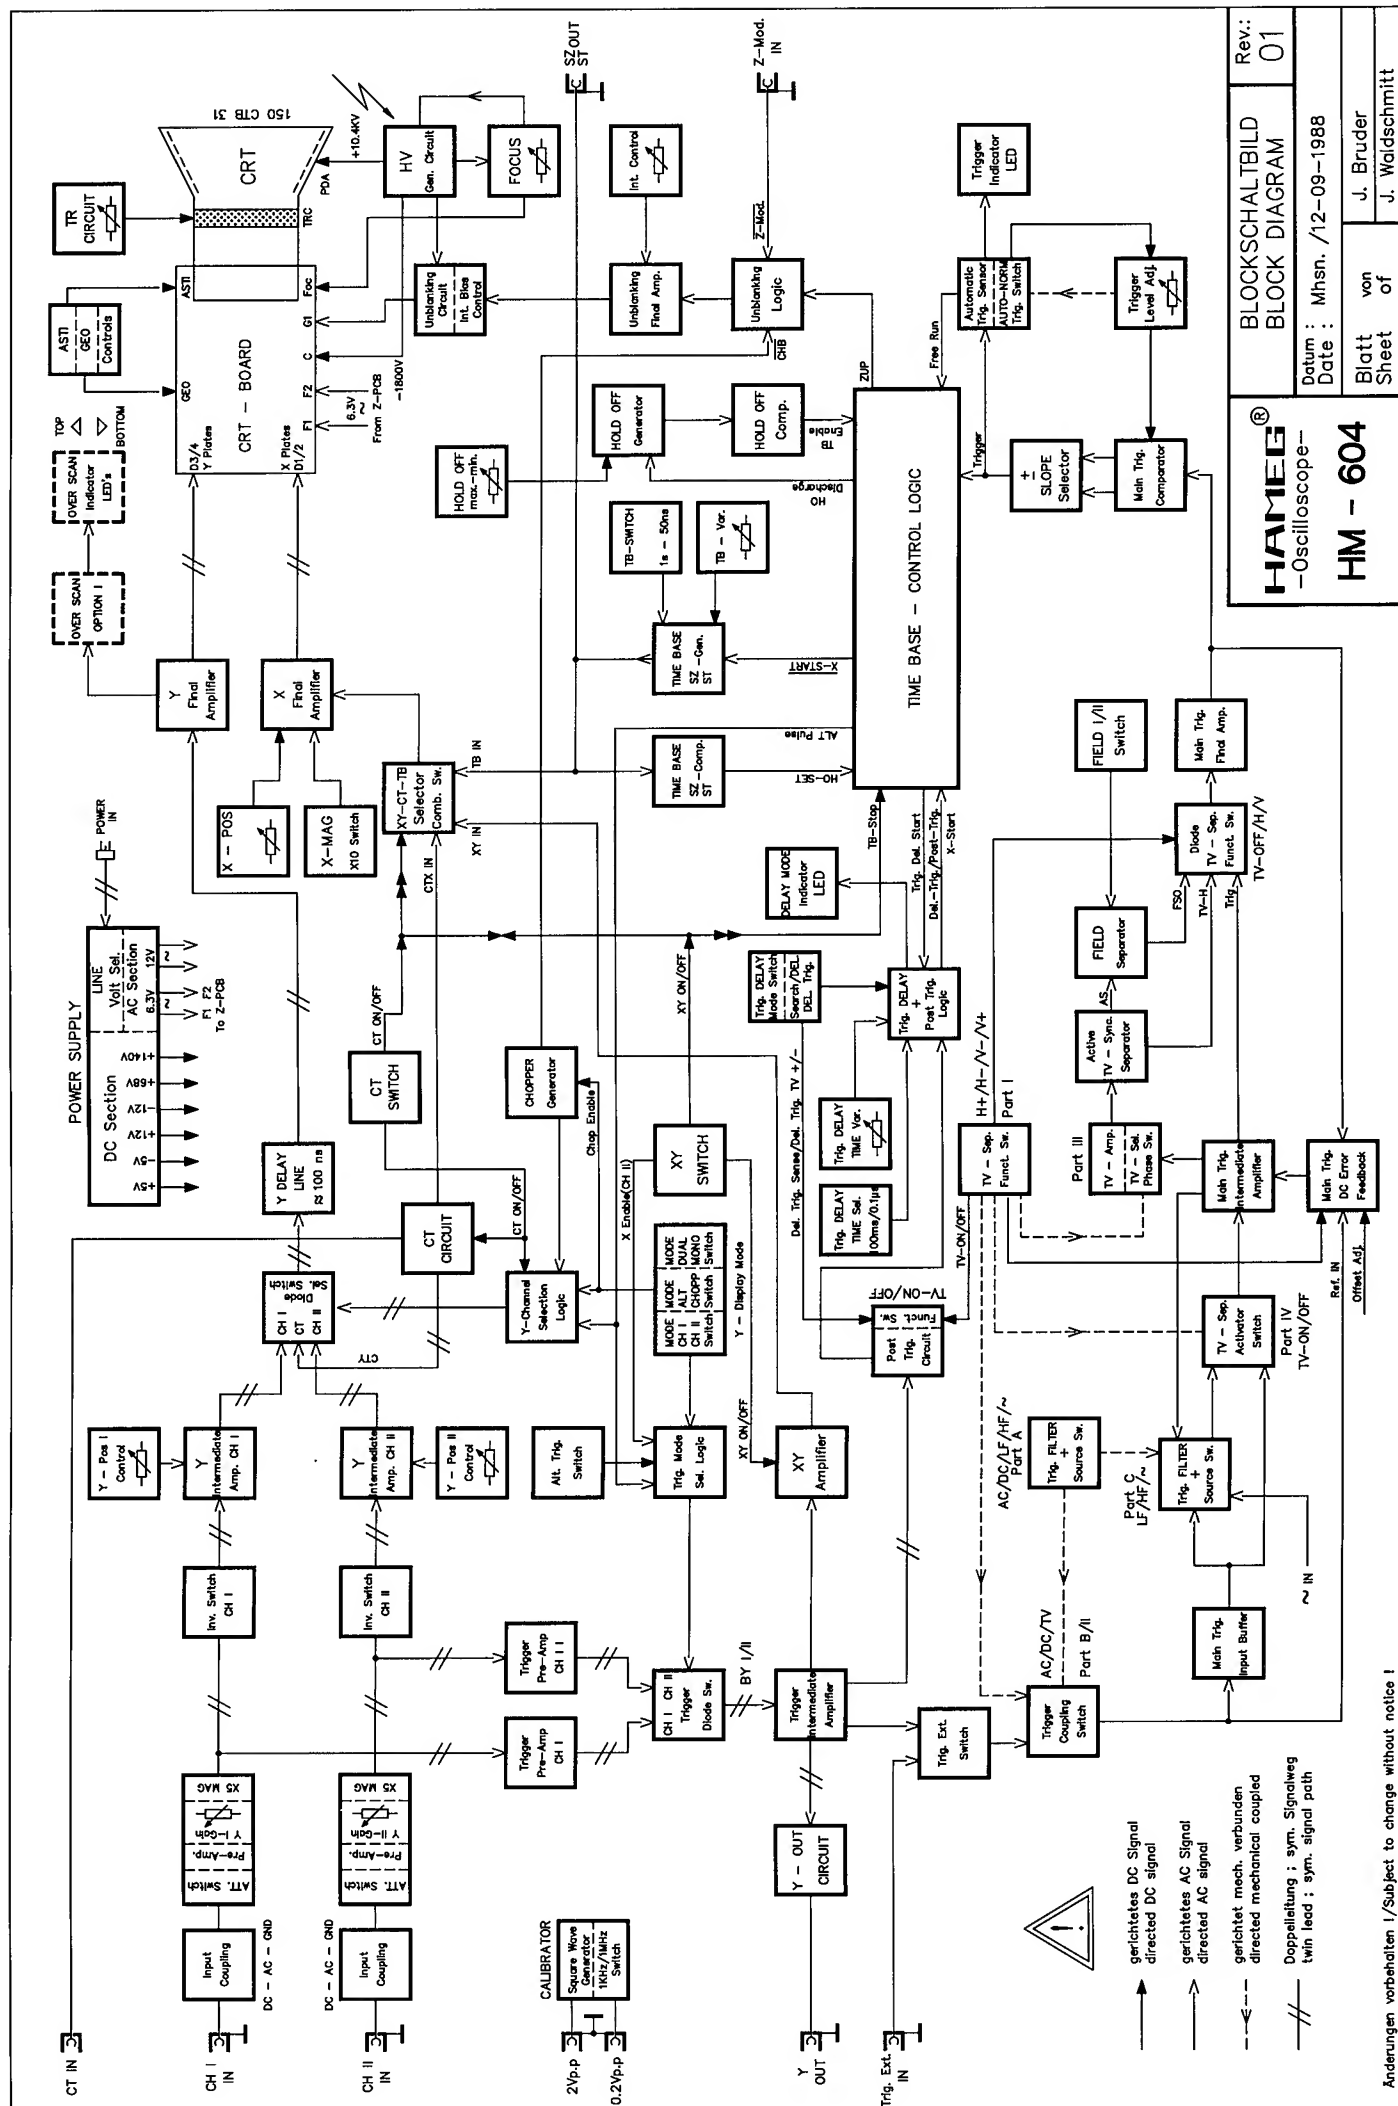 CT IN
CH I
IN
CH II
IN
DC - AC - GND
Input
Coupling
DC - AC - GND
Input
Coupling
ATT. Switch
Pre-Amp.
Y I-Gain
X5 MAG
ATT. Switch
Pre-Amp.
Y II-Gain
X5 MAG
Inv. Switch
CH I
Inv. Switch
CH II
Y - Pos I
Control
Y
Intermediate
Amp. CH I
Y
Intermediate
Amp. CH II
Y - Pos II
Control
CH I
CT
CH II
Diode
Sel. Switch
CTY
Y DELAY
LINE
≈ 100 ns
POWER SUPPLY
DC Section
+5V
-5V
+12V
-12V
+68V
+140V
LINE
Volt Sel.
AC Section
6.3V
~
12V
~
F1 F2
To Z-PCB
POWER
IN
OVER SCAN
OPTION I
OVER SCAN
Indicator
LED's
TOP
BOTTOM
Y
Final
Amplifier
X
Final
Amplifier
X - POS
X-MAG
X10 Switch
ASTI
GEO
Controls
TR
CIRCUIT
GEO
ASTI
D3/4
Y Plates
X Plates
D1/2
CRT - BOARD
F1
F2
C
G1
Foc
TRC
PDA
CRT
150 CTB 31
6.3V
~
From Z-PCB
-1800V
+10.4KV
HV
Gen. Circuit
FOCUS
Unblanking
Circuit
Int. Bias
Control
Int. Control
Unblanking
Final Amp.
Unblanking
Logic
Z-Mod.
CHB
SZ OUT
ST
Z-Mod.
IN
CALIBRATOR
Square Wave
Generator
1KHz/1MHz
Switch
2Vp.p
0.2Vp.p
Trigger
Pre-Amp
CH I I
Trigger
Pre-Amp
CH I
CH I CH II
Trigger
Diode Sw.
BY I/II
Alt. Trig.
Switch
Trig. Mode
Sel. Logic
MODE
CH I
CH II
Switch
MODE
ALT
CHOPP
Switch
MODE
DUAL
MONO
Switch
Y - Display Mode
Y-Channel
Selection
Logic
CT
CIRCUIT
CT ON/OFF
CT
SWITCH
CT ON/OFF
CTX IN
CHOPPER
Generator
Chop Enable
X Enable(CH II)
XY
SWITCH
XY ON/OFF
XY ON/OFF
XY
Amplifier
XY-CT-TB
Selector
Comb. Sw.
XY IN
TB IN
TIME BASE
SZ-Comp.
ST
TIME BASE
SZ -Gen.
ST
TB-SWITCH
1s - 50ns
TB - Var.
HOLD OFF
max.-min.
HOLD OFF
Generator
HOLD OFF
Comp.
HO-SET
ALT Pulse
X-START
HO
Discharge
TB
Enable
ZUP
TIME BASE - CONTROL LOGIC
TB-Stop
Trig. Del. Start
Del.-Trig./Post-Trig.
X-Start
Trigger
Free Run
Automatic
Trig. Sensor
AUTO-NORM
Trig. Switch
Trigger
Indicator
LED
Trigger
Level Adj.
±
SLOPE
Selector
Main Trig.
Comparator
DELAY MODE
Indicator
LED
Trig. DELAY
Mode Switch
Search/DEL.
DEL Trig.
Trig. DELAY
+
Post Trig.
Logic
Trig. DELAY
TIME Var.
Trig. DELAY
TIME Sel.
100ms/0.1µs
Del. Trig. Sense/Del. Trig. TV +/-
Post
Trig.
Circuit
Funct. Sw.
TV-ON/OFF
TV-ON/OFF
TV - Sep.
Funct. Sw.
H+/H-/V-/V+
Part I
Y
OUT
Y - OUT
CIRCUIT
Trigger
Intermediate
Amplifier
Trig. Ext.
IN
Trig. Ext.
Switch
Trigger
Coupling
Switch
AC/DC/TV
Part B/II
AC/DC/LF/HF/~
Part A
Trig. FILTER
+
Source Sw.
Part C
LF/HF/~
Trig. FILTER
+
Source Sw.
Main Trig.
Input Buffer
~ IN
TV - Sep.
Activator
Switch
Part IV
TV-ON/OFF
Main Trig.
Intermediate
Amplifier
Main Trig.
DC Error
Feedback
Ref. IN
Offset Adj.
Part III
TV - Amp.
TV - Sel.
Phase Sw.
Active
TV - Sync.
Separator
AS
FIELD
Separator
FIELD I/II
Switch
FSO
TV-H
Trig.
Diode
TV - Sep.
Funct. Sw.
TV-OFF/H/V
Main Trig.
Final Amp.
!
gerichtetes DC Signal
directed DC signal
gerichtetes AC Signal
directed AC signal
gerichtet mech. verbunden
directed mechanical coupled
Doppelleitung ; sym. Signalweg
twin lead ; sym. signal path
Änderungen vorbehalten !/Subject to change without notice !
HAMEG®
-Oscilloscope-
HM - 604
BLOCKSCHALTBILD
BLOCK DIAGRAM
Rev.:
01
Datum :
Date : Mhsn. /12-09-1988
Blatt von
Sheet of
J. Bruder
J. Waldschmitt